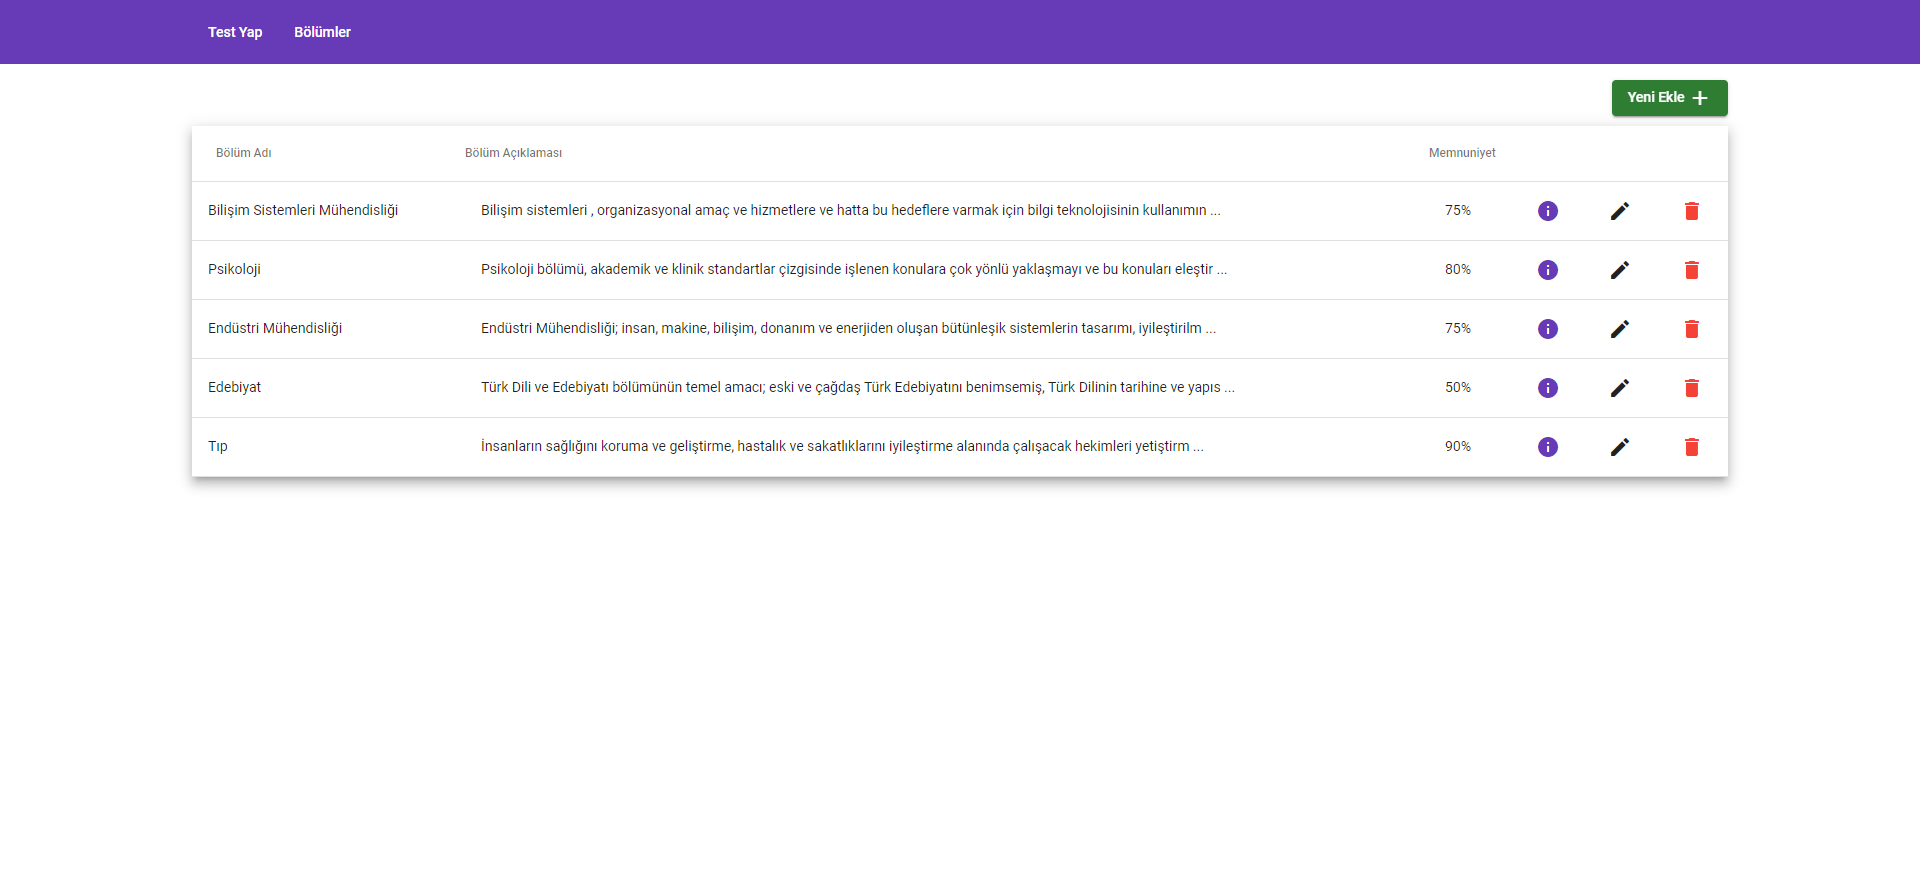 Test Yap Bölümler
Yeni Ekle
Bölüm Adı Bölüm Açıklaması Memnuniyet
Bilişim Sistemleri Mühendisliği Bilişim sistemleri , organizasyonal amaç ve hizmetlere ve hatta bu hedeflere varmak için bilgi teknolojisinin kullanımın ... 75%
Psikoloji Psikoloji bölümü, akademik ve klinik standartlar çizgisinde işlenen konulara çok yönlü yaklaşmayı ve bu konuları eleştir ... 80%
Endüstri Mühendisliği Endüstri Mühendisliği; insan, makine, bilişim, donanım ve enerjiden oluşan bütünleşik sistemlerin tasarımı, iyileştirilm ... 75%
Edebiyat Türk Dili ve Edebiyatı bölümünün temel amacı; eski ve çağdaş Türk Edebiyatını benimsemiş, Türk Dilinin tarihine ve yapıs ... 50%
Tıp İnsanların sağlığını koruma ve geliştirme, hastalık ve sakatlıklarını iyileştirme alanında çalışacak hekimleri yetiştirm ... 90%